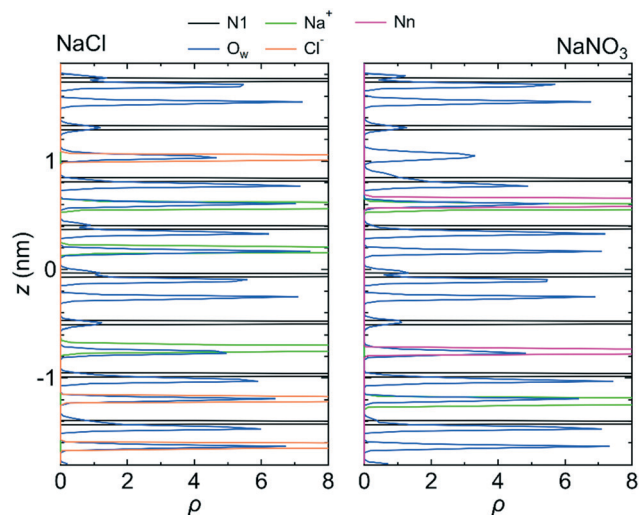 N1 Na⁺ Nn
NaCl Ow Cl⁻ NaNO₃
1
0
-1
z (nm)
0 2 4 6 8 0 2 4 6 8
ρ ρ